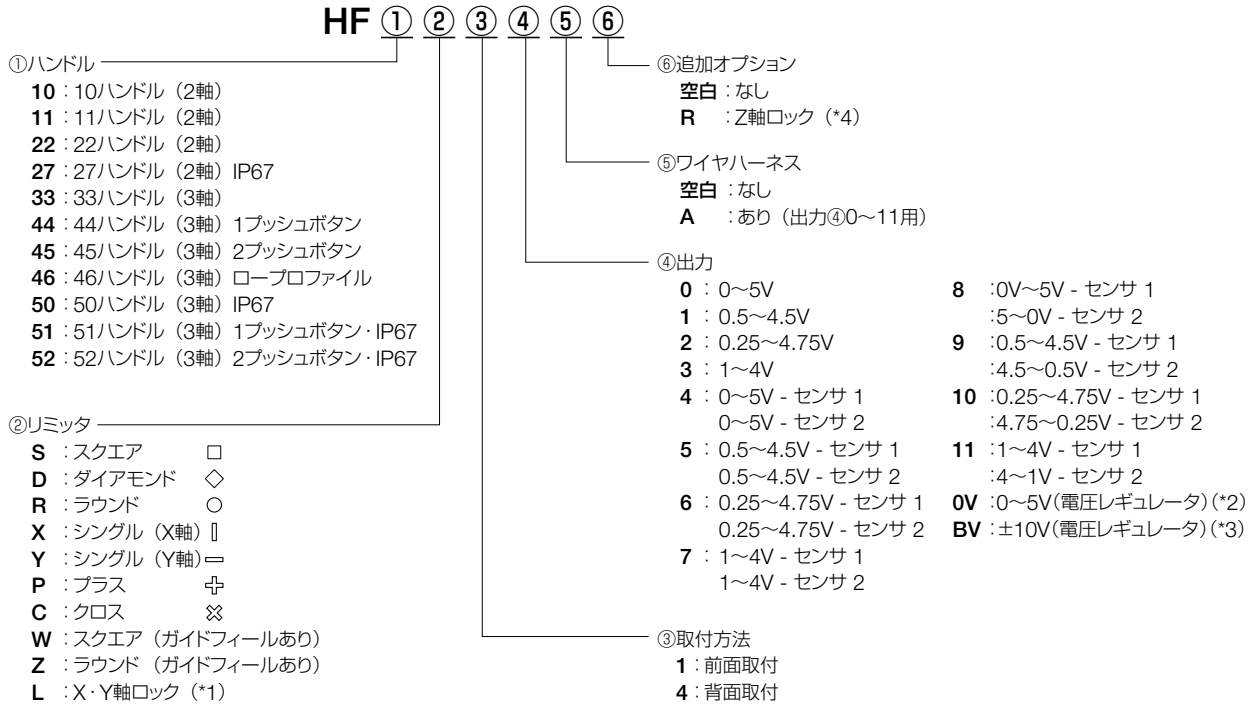 HF ① ② ③ ④ ⑤ ⑥
①ハンドル
10：10ハンドル（2軸）
11：11ハンドル（2軸）
22：22ハンドル（2軸）
27：27ハンドル（2軸）IP67
33：33ハンドル（3軸）
44：44ハンドル（3軸）1プッシュボタン
45：45ハンドル（3軸）2プッシュボタン
46：46ハンドル（3軸）ロープロファイル
50：50ハンドル（3軸）IP67
51：51ハンドル（3軸）1プッシュボタン・IP67
52：52ハンドル（3軸）2プッシュボタン・IP67
②リミッタ
S：スクエア
D：ダイアモンド
R：ラウンド
X：シングル（X軸）
Y：シングル（Y軸）
P：プラス
C：クロス
W：スクエア（ガイドフィールあり）
Z：ラウンド（ガイドフィールあり）
L：X・Y軸ロック（*1）
⑥追加オプション
空白：なし
R：Z軸ロック（*4）
⑤ワイヤハーネス
空白：なし
A：あり（出力④0～11用）
④出力
0：0～5V
1：0.5～4.5V
2：0.25～4.75V
3：1～4V
4：0～5V - センサ 1
0～5V - センサ 2
5：0.5～4.5V - センサ 1
0.5～4.5V - センサ 2
6：0.25～4.75V - センサ 1
0.25～4.75V - センサ 2
7：1～4V - センサ 1
1～4V - センサ 2
8：0V～5V - センサ 1
：5～0V - センサ 2
9：0.5～4.5V - センサ 1
：4.5～0.5V - センサ 2
10：0.25～4.75V - センサ 1
：4.75～0.25V - センサ 2
11：1～4V - センサ 1
：4～1V - センサ 2
0V：0～5V(電圧レギュレータ)(*2)
BV：±10V(電圧レギュレータ)(*3)
③取付方法
1：前面取付
4：背面取付